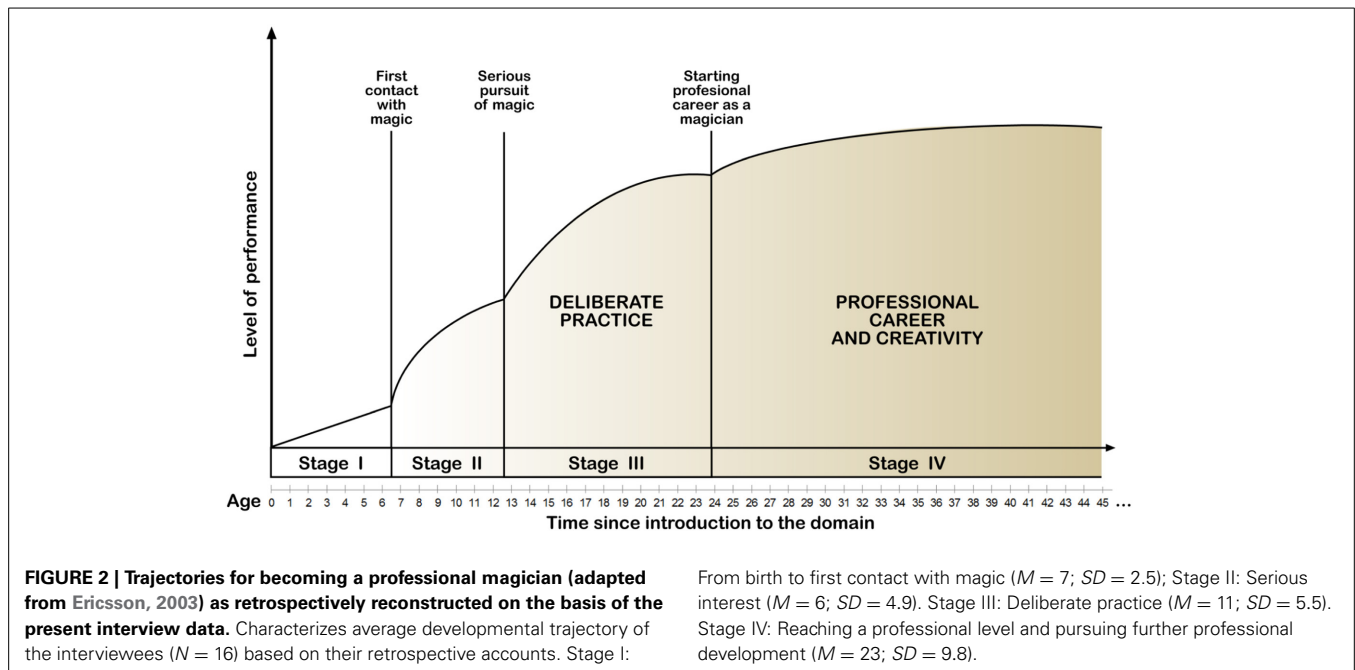 First
contact
with
magic
Serious
pursuit
of magic
Starting
profesional
career as a
magician
Level of performance
DELIBERATE
PRACTICE
PROFESSIONAL
CAREER
AND CREATIVITY
Stage I
Stage II
Stage III
Stage IV
Age 0 1 2 3 4 5 6 7 8 9 10 11 12 13 14 15 16 17 18 19 20 21 22 23 24 25 26 27 28 29 30 31 32 33 34 35 36 37 38 39 40 41 42 43 44 45 ...
Time since introduction to the domain
FIGURE 2 | Trajectories for becoming a professional magician (adapted
from Ericsson, 2003) as retrospectively reconstructed on the basis of the
present interview data. Characterizes average developmental trajectory of
the interviewees (N = 16) based on their retrospective accounts. Stage I:
From birth to first contact with magic (M = 7; SD = 2.5); Stage II: Serious
interest (M = 6; SD = 4.9). Stage III: Deliberate practice (M = 11; SD = 5.5).
Stage IV: Reaching a professional level and pursuing further professional
development (M = 23; SD = 9.8).